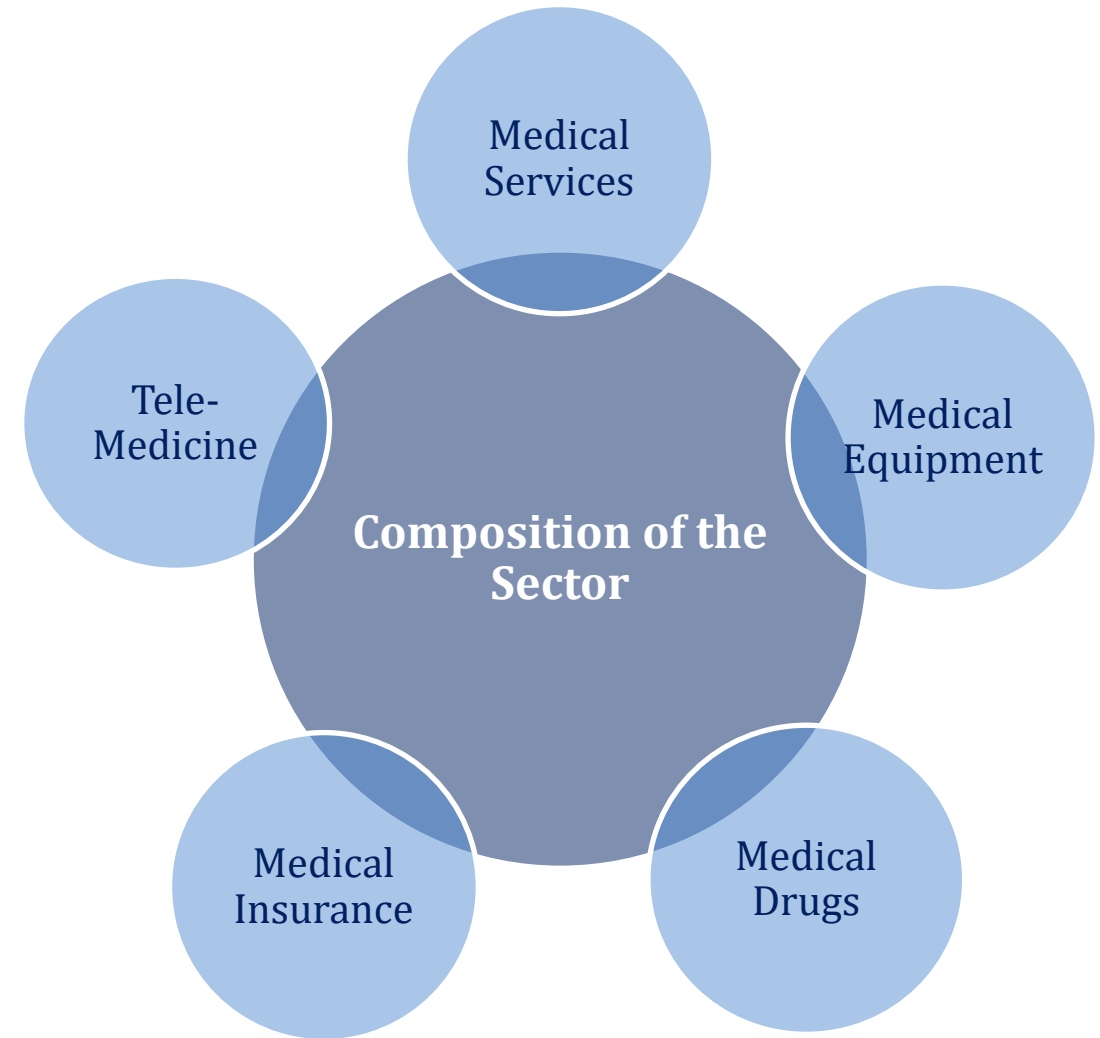 Medical
Services
Tele-
Medicine
Medical
Equipment
Composition of the
Sector
Medical
Insurance
Medical
Drugs